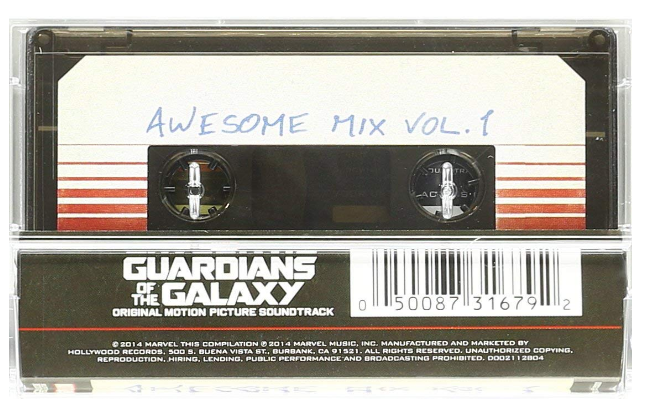 AWESOME MIX VOL. 1
GUARDIANS
OF THE GALAXY
ORIGINAL MOTION PICTURE SOUNDTRACK
0 50087 31679 2
℗ 2014 MARVEL THIS COMPILATION ℗ 2014 MARVEL MUSIC, INC. MANUFACTURED AND MARKETED BY
HOLLYWOOD RECORDS. 500 S. BUENA VISTA ST., BURBANK, CA 91521. ALL RIGHTS RESERVED. UNAUTHORIZED COPYING,
REPRODUCTION, HIRING, LENDING, PUBLIC PERFORMANCE AND BROADCASTING PROHIBITED. D002112804